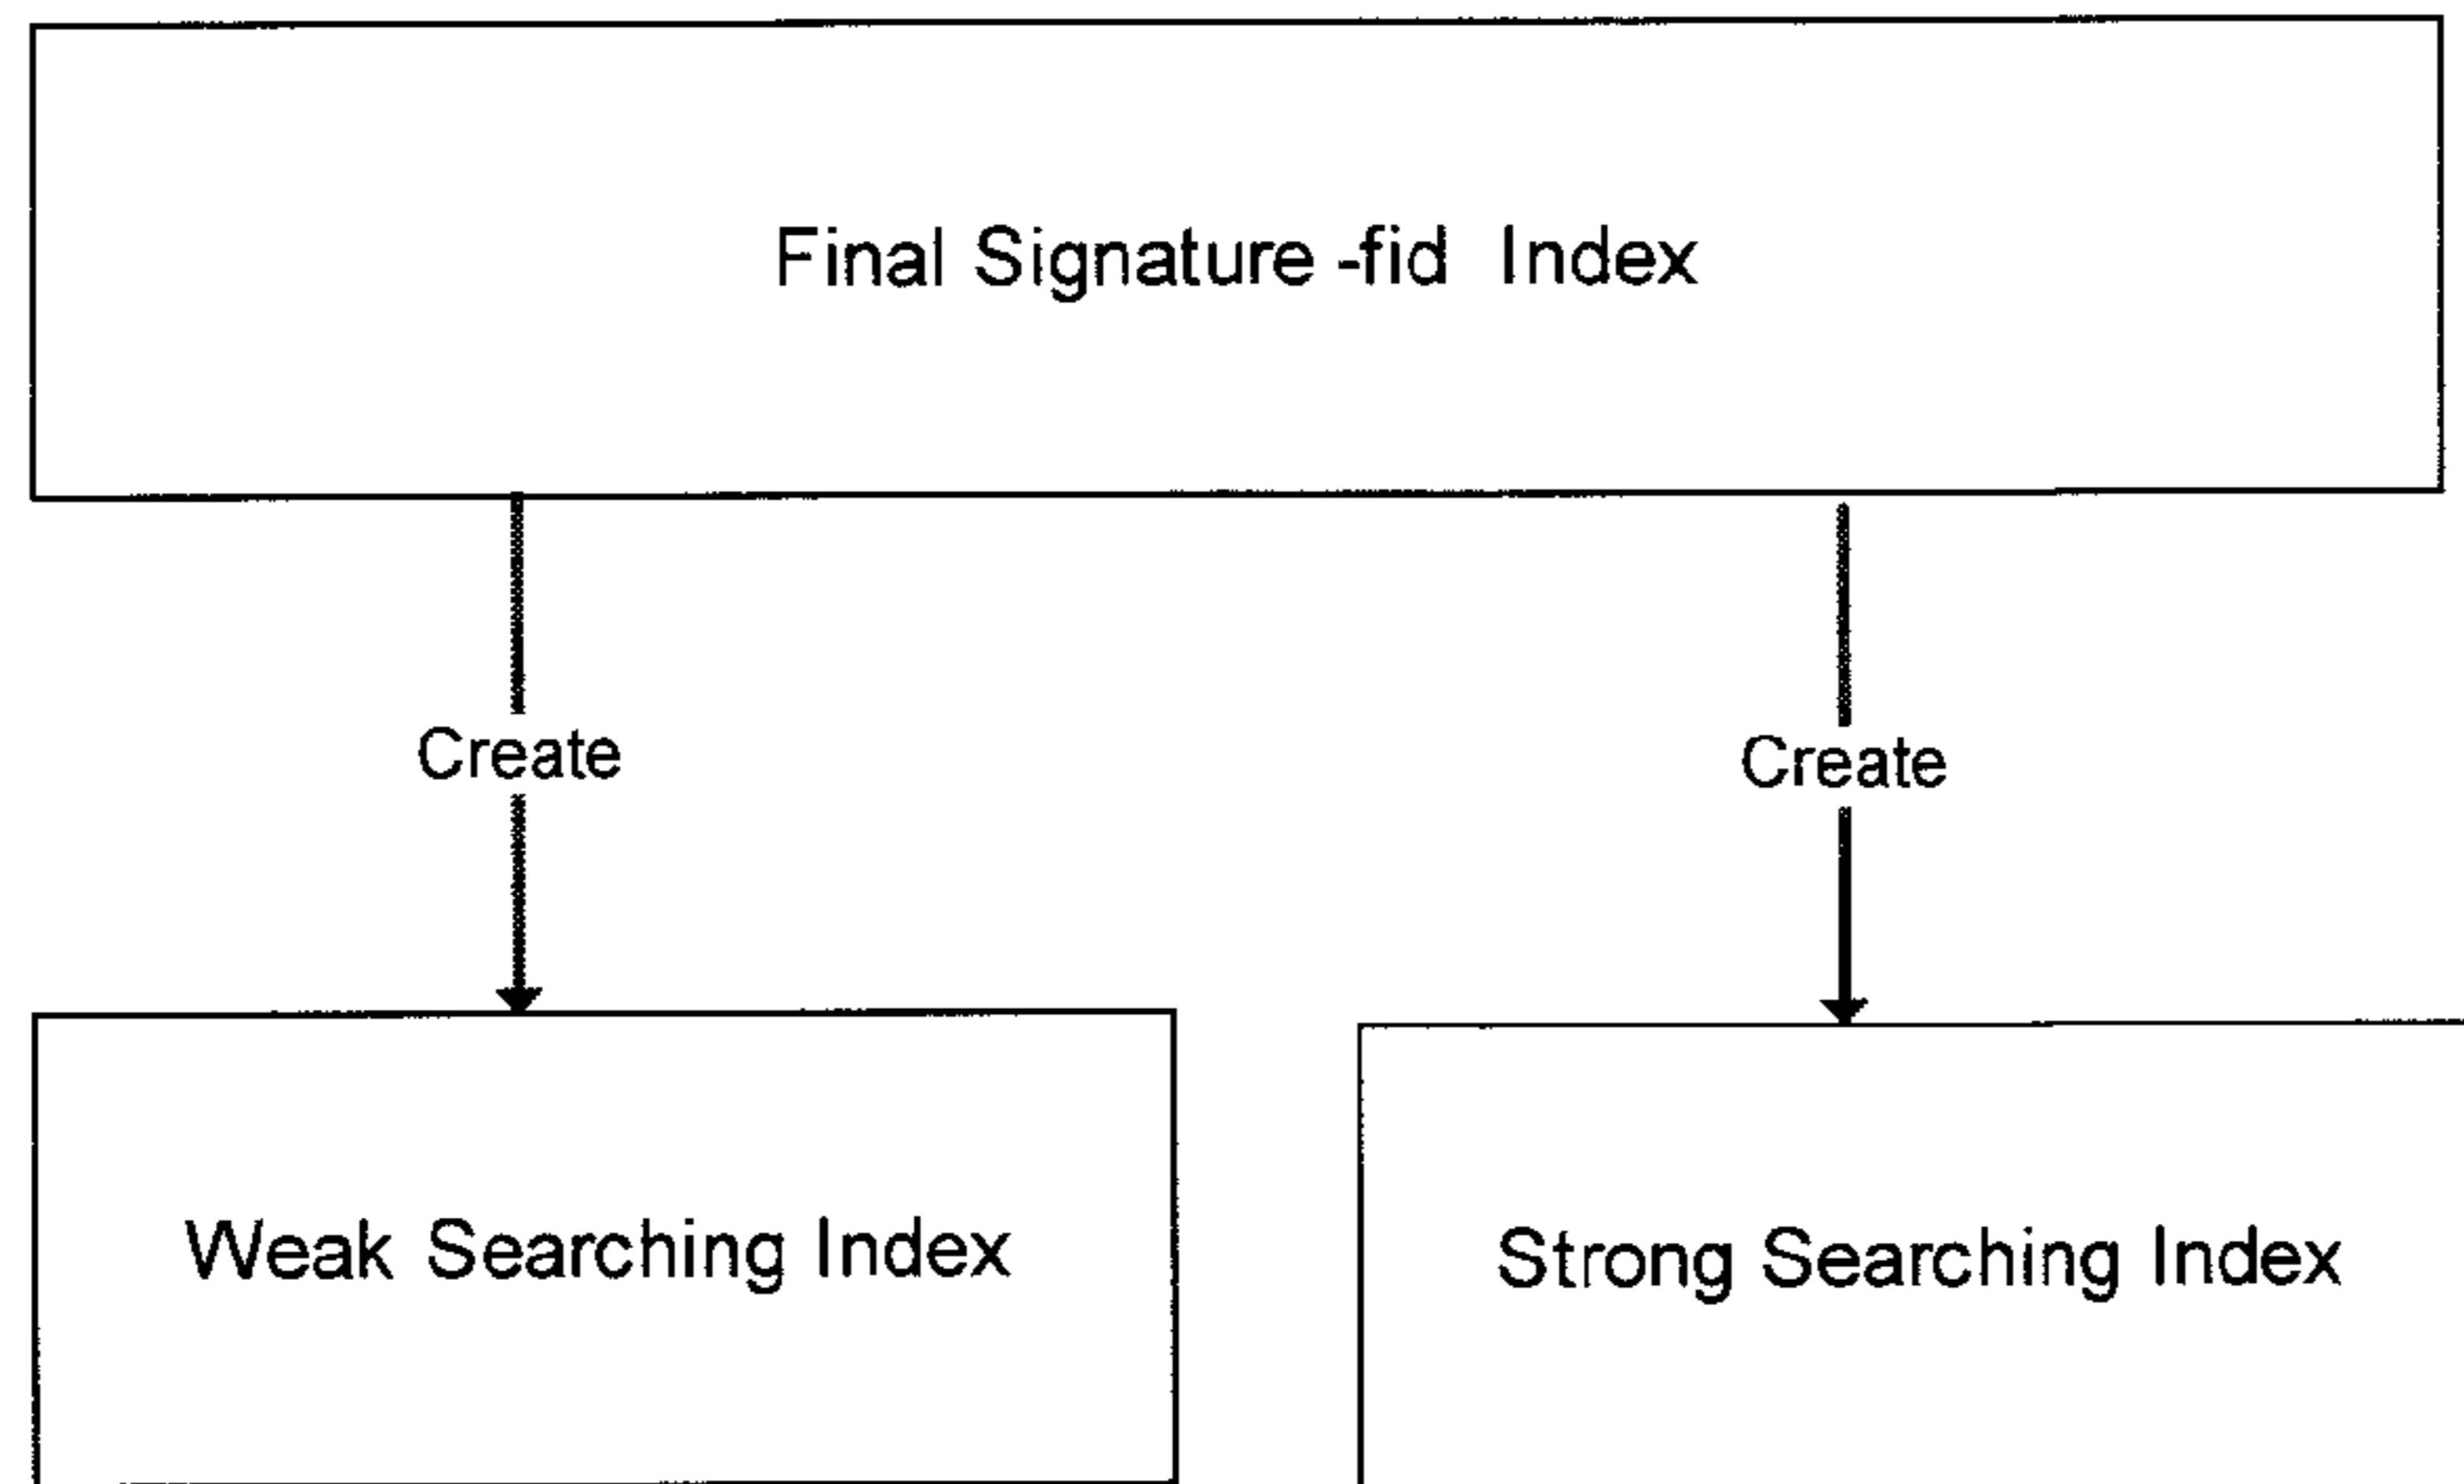 Final Signature -fid Index
Create
Create
Weak Searching Index
Strong Searching Index